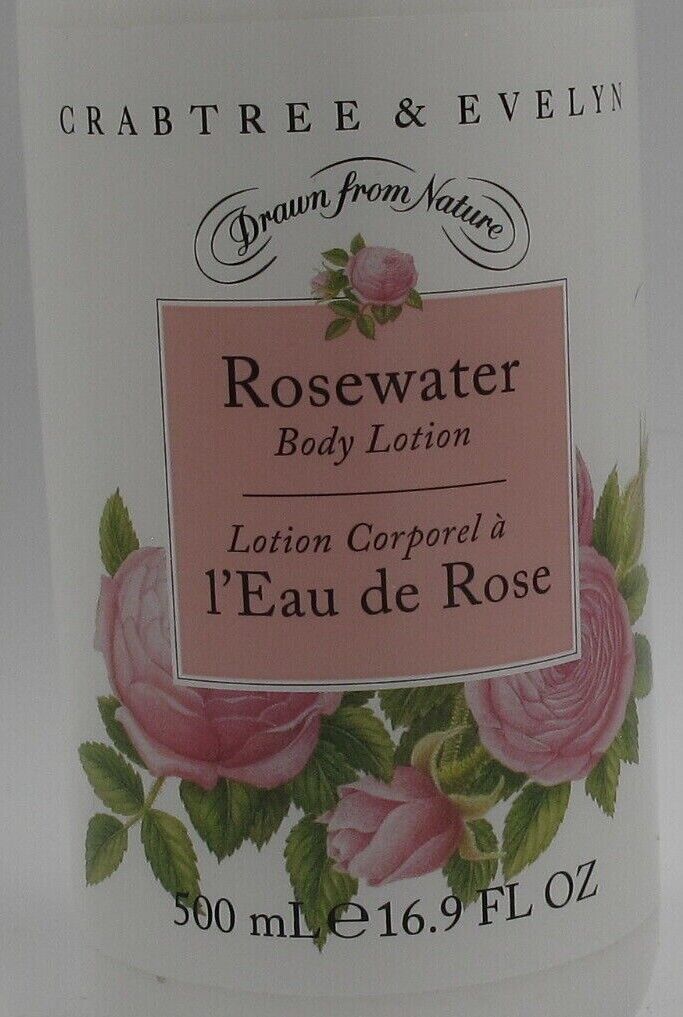 CRABTREE & EVELYN
Drawn from Nature
Rosewater
Body Lotion
Lotion Corporel à
l'Eau de Rose
500 mL ℮ 16.9 FL OZ